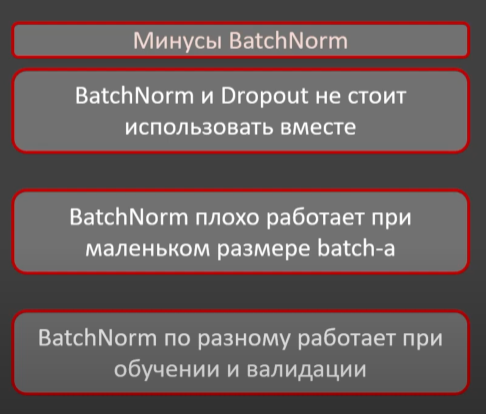 Минусы BatchNorm
BatchNorm и Dropout не стоит
использовать вместе
BatchNorm плохо работает при
маленьком размере batch-а
BatchNorm по разному работает при
обучении и валидации